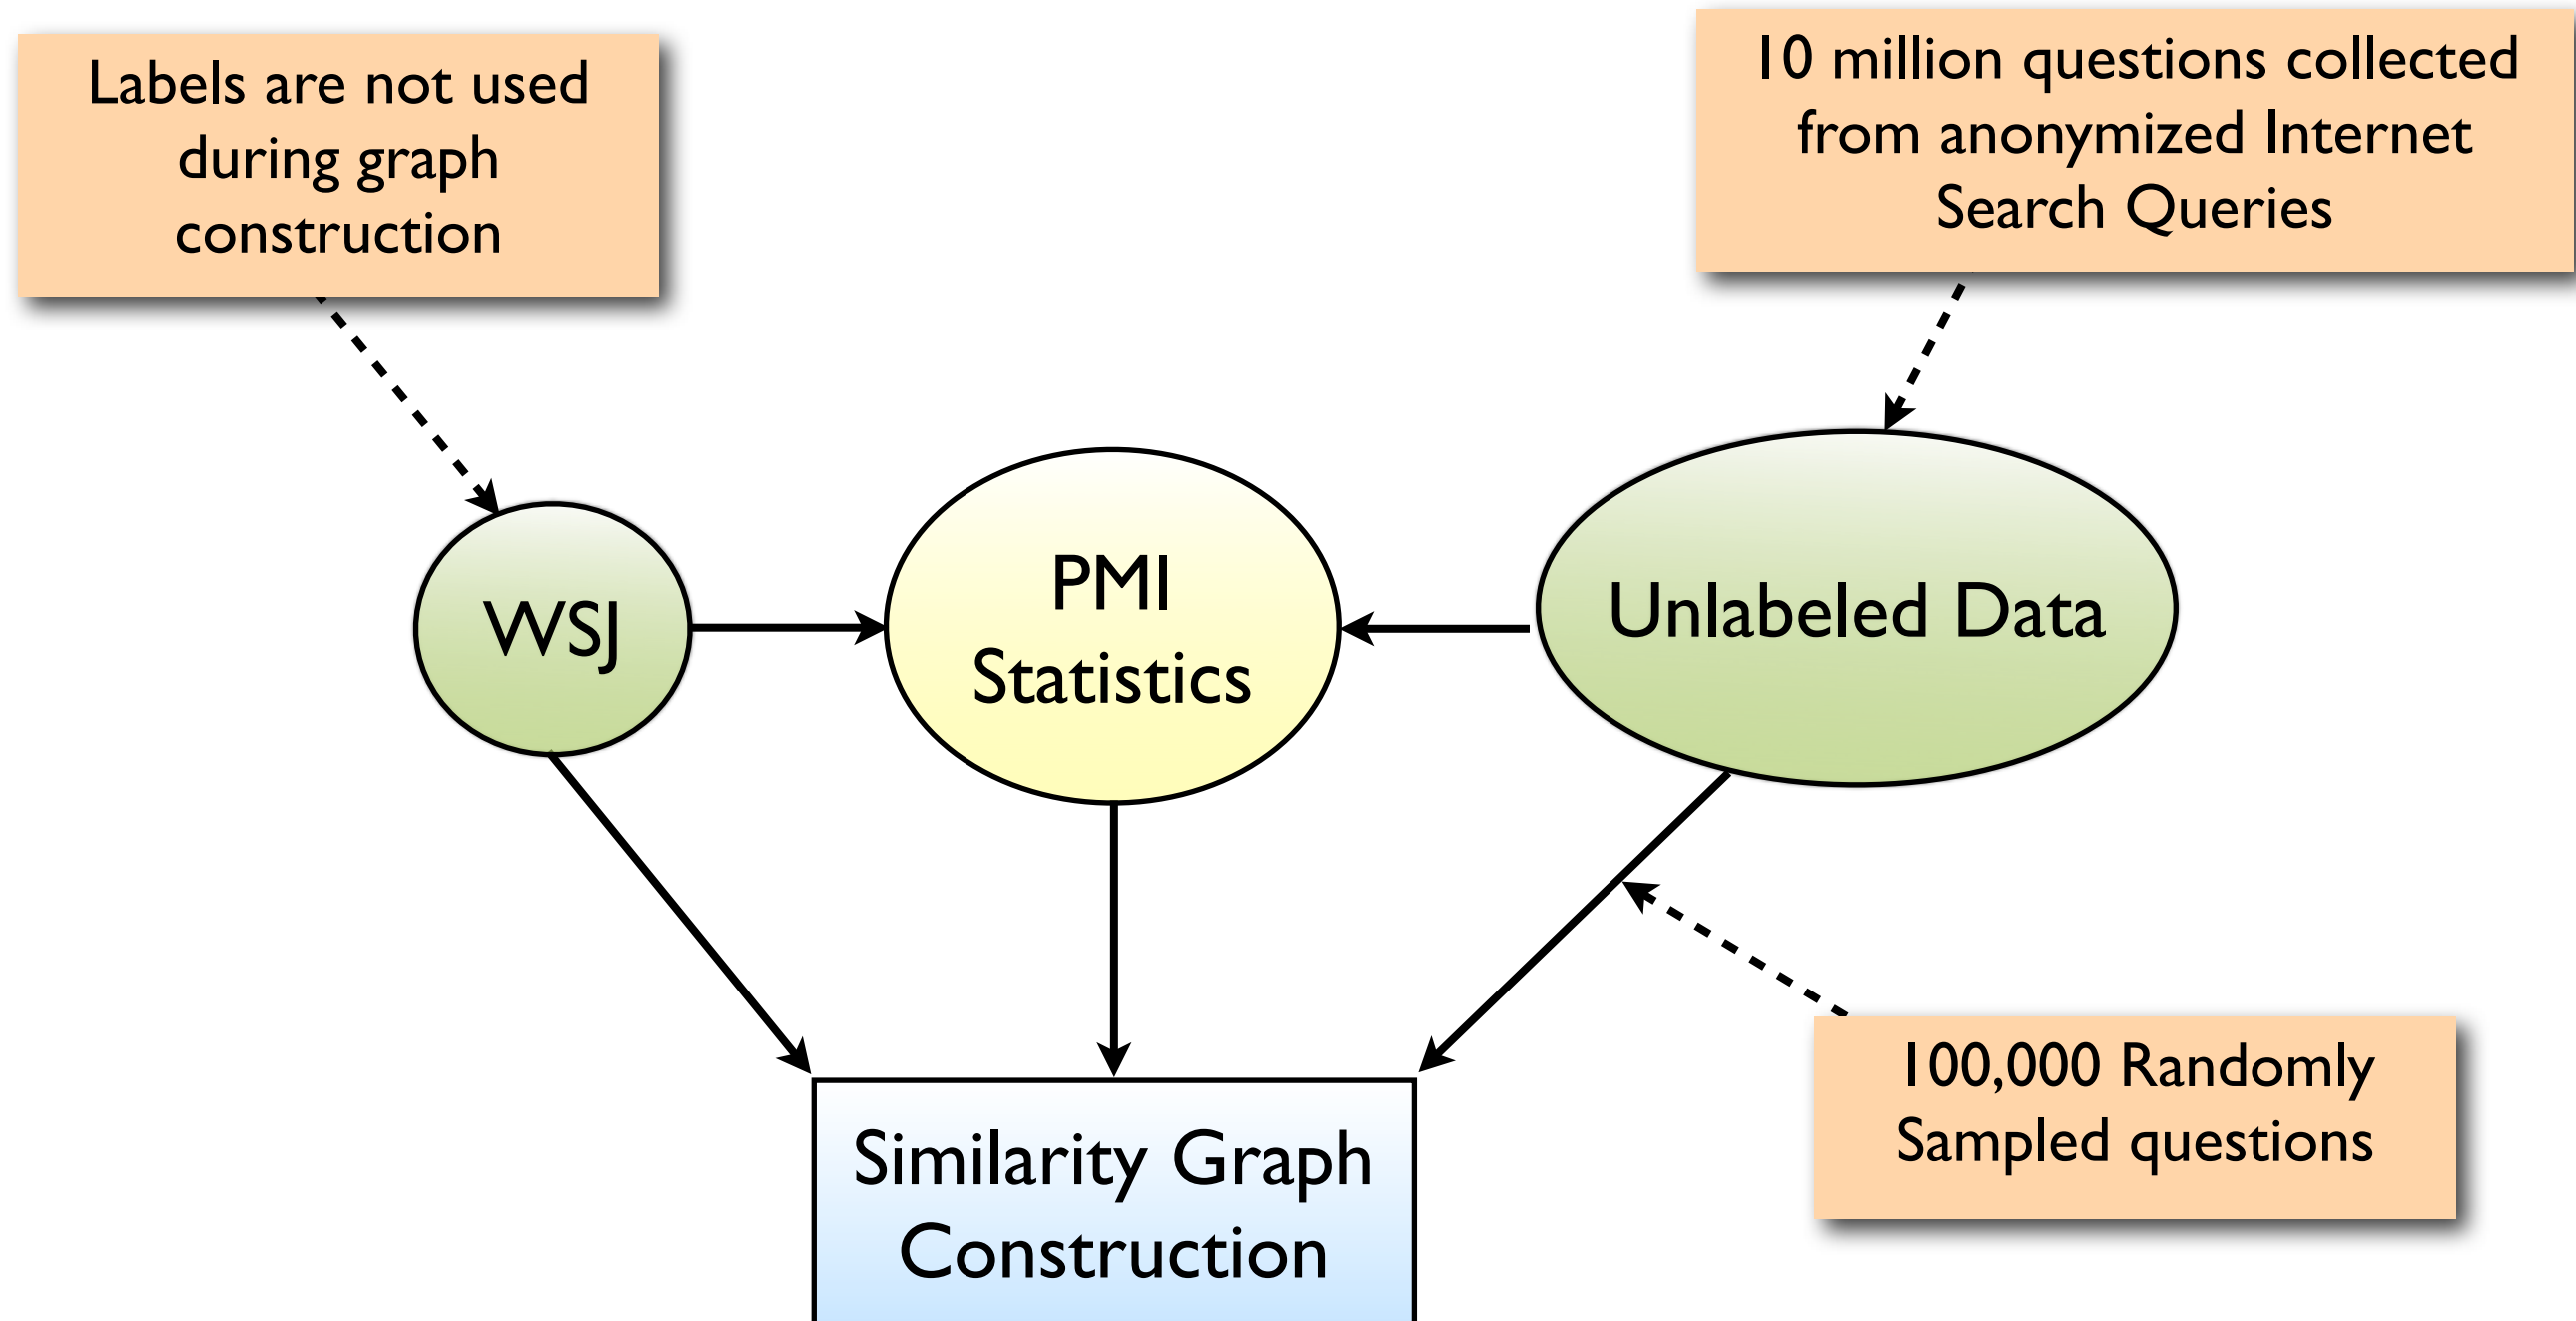 Labels are not used
during graph
construction
10 million questions collected
from anonymized Internet
Search Queries
WSJ
PMI
Statistics
Unlabeled Data
100,000 Randomly
Sampled questions
Similarity Graph
Construction